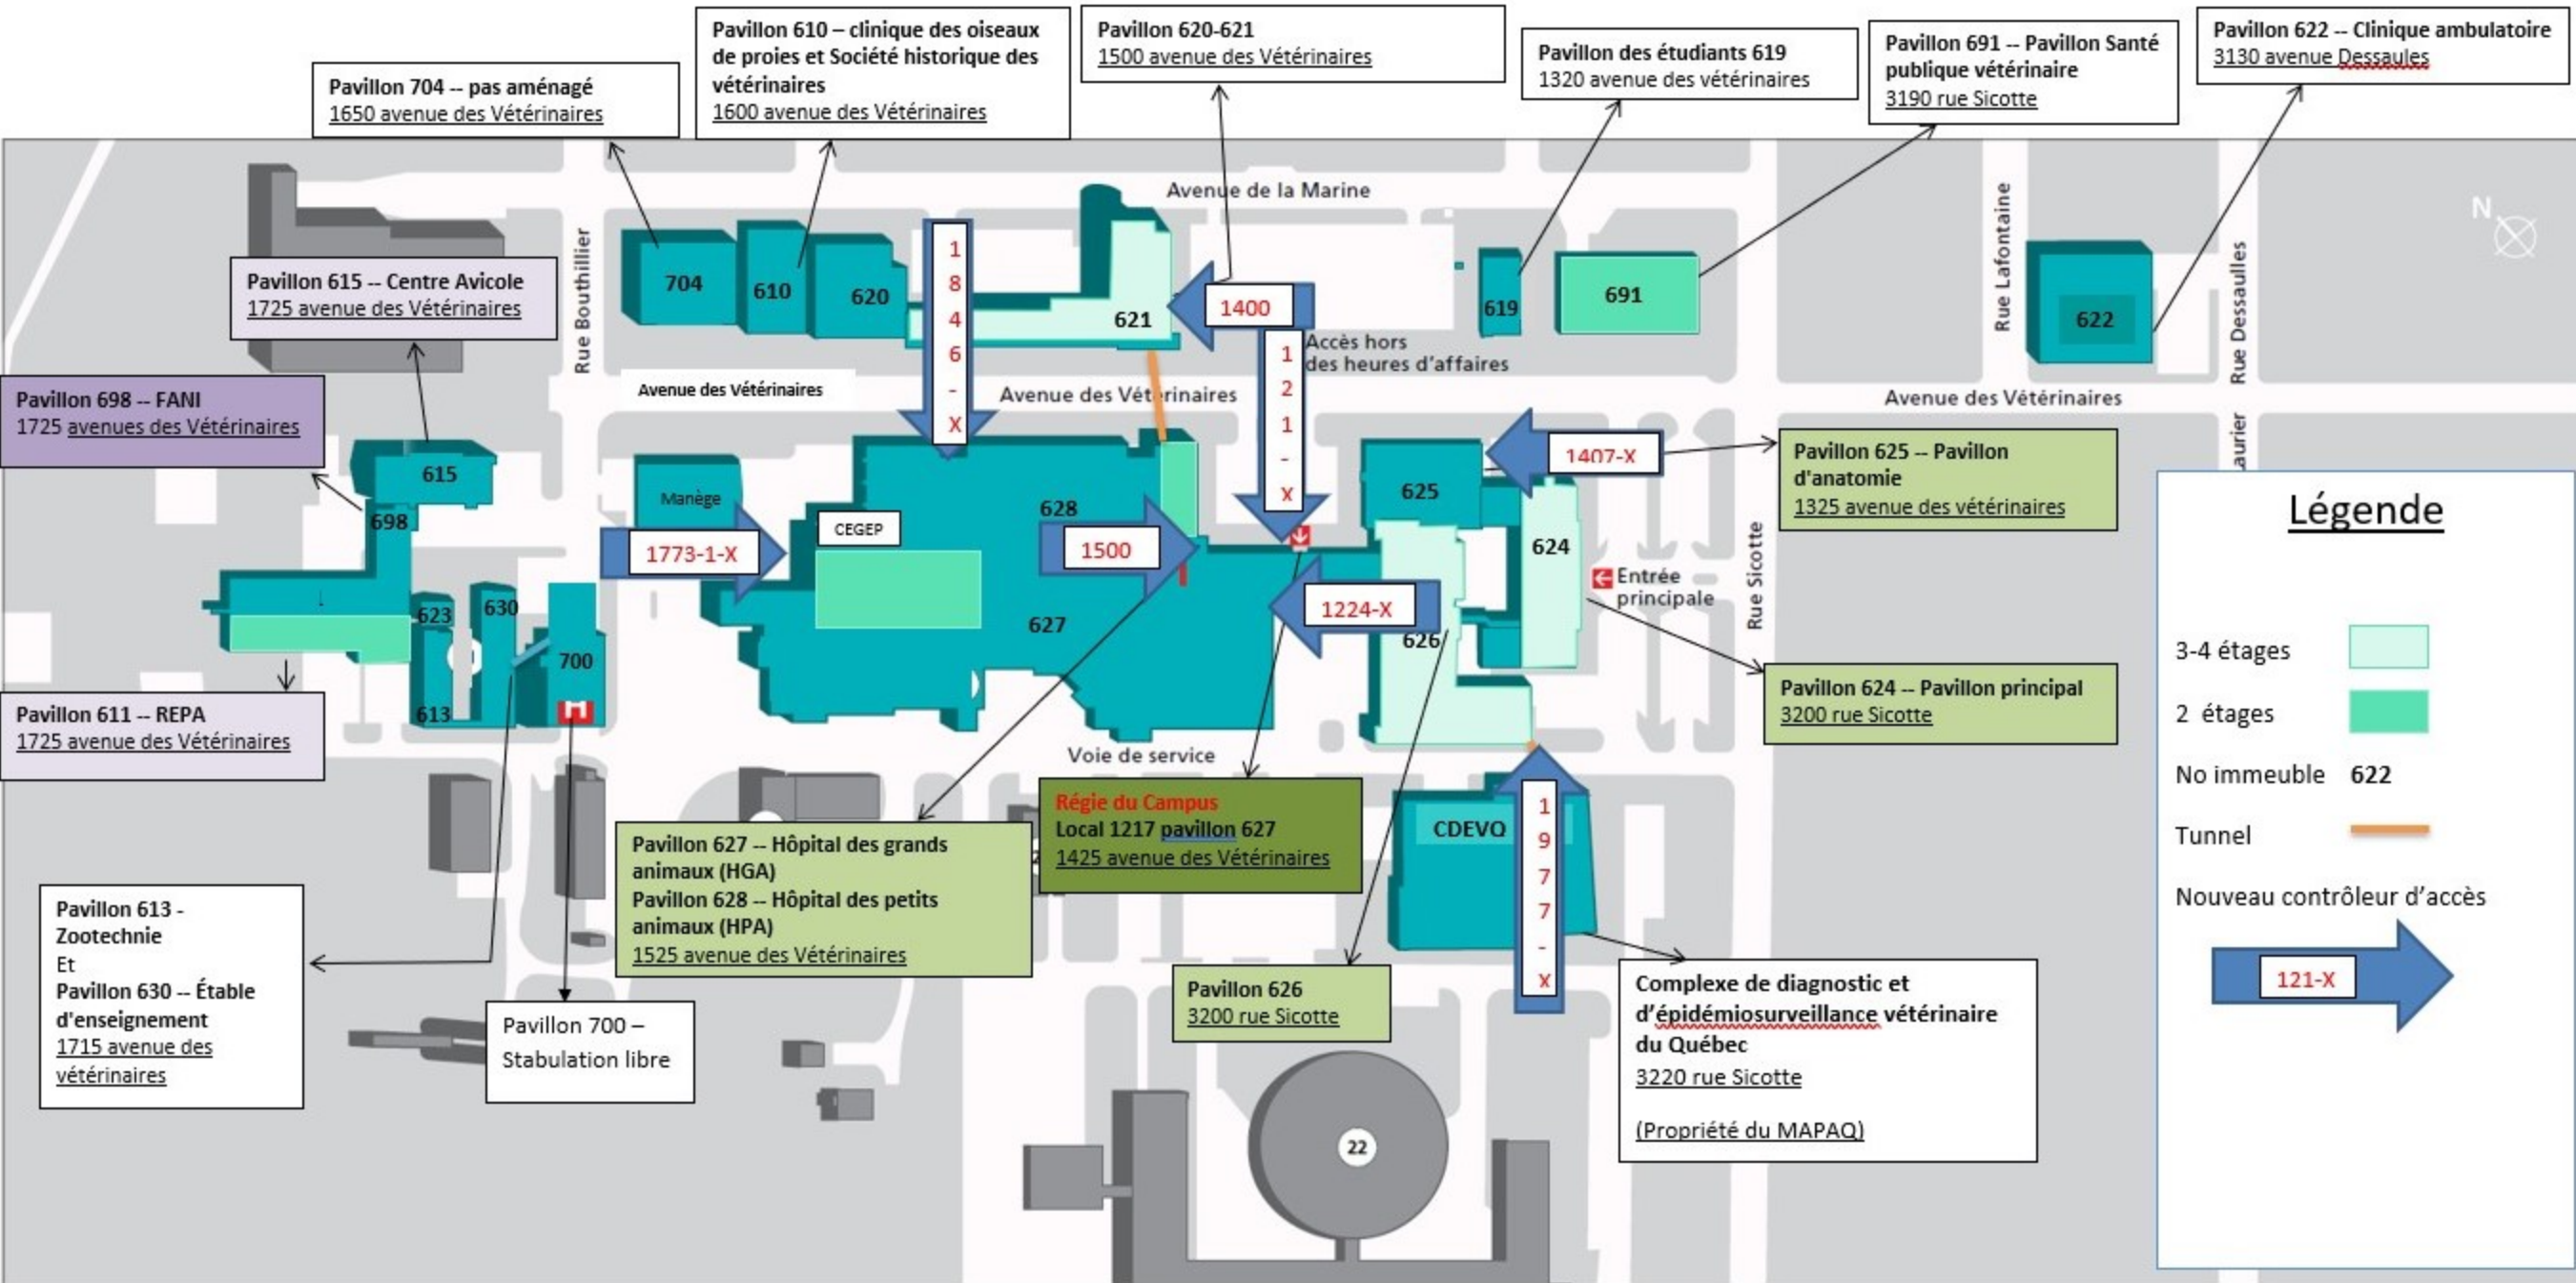 Pavillon 704 -- pas aménagé
1650 avenue des Vétérinaires
Pavillon 610 – clinique des oiseaux
de proies et Société historique des
vétérinaires
1600 avenue des Vétérinaires
Pavillon 620-621
1500 avenue des Vétérinaires
Pavillon des étudiants 619
1320 avenue des vétérinaires
Pavillon 691 -- Pavillon Santé
publique vétérinaire
3190 rue Sicotte
Pavillon 622 -- Clinique ambulatoire
3130 avenue Dessaules
Avenue de la Marine
Rue Bouthillier
Rue Lafontaine
Rue Dessaulles
N
Pavillon 615 -- Centre Avicole
1725 avenue des Vétérinaires
704
610
620
621
1846-X
1400
619
691
622
Accès hors
des heures d'affaires
121-X
Pavillon 698 -- FANI
1725 avenues des Vétérinaires
Avenue des Vétérinaires
Avenue des Vétérinaires
Avenue des Vétérinaires
aurier
615
698
Manège
1773-1-X
CEGEP
628
1500
627
625
1407-X
624
626
1224-X
Entrée
principale
Rue Sicotte
Pavillon 625 -- Pavillon
d'anatomie
1325 avenue des vétérinaires
Pavillon 624 -- Pavillon principal
3200 rue Sicotte
623
630
613
700
H
Pavillon 611 -- REPA
1725 avenue des Vétérinaires
Voie de service
Pavillon 627 -- Hôpital des grands
animaux (HGA)
Pavillon 628 -- Hôpital des petits
animaux (HPA)
1525 avenue des Vétérinaires
Régie du Campus
Local 1217 pavillon 627
1425 avenue des Vétérinaires
CDEVQ
1977-X
Pavillon 613 -
Zootechnie
Et
Pavillon 630 -- Étable
d'enseignement
1715 avenue des
vétérinaires
Pavillon 700 –
Stabulation libre
Pavillon 626
3200 rue Sicotte
Complexe de diagnostic et
d'épidémiosurveillance vétérinaire
du Québec
3220 rue Sicotte
(Propriété du MAPAQ)
22
Légende
3-4 étages
2 étages
No immeuble 622
Tunnel
Nouveau contrôleur d'accès
121-X